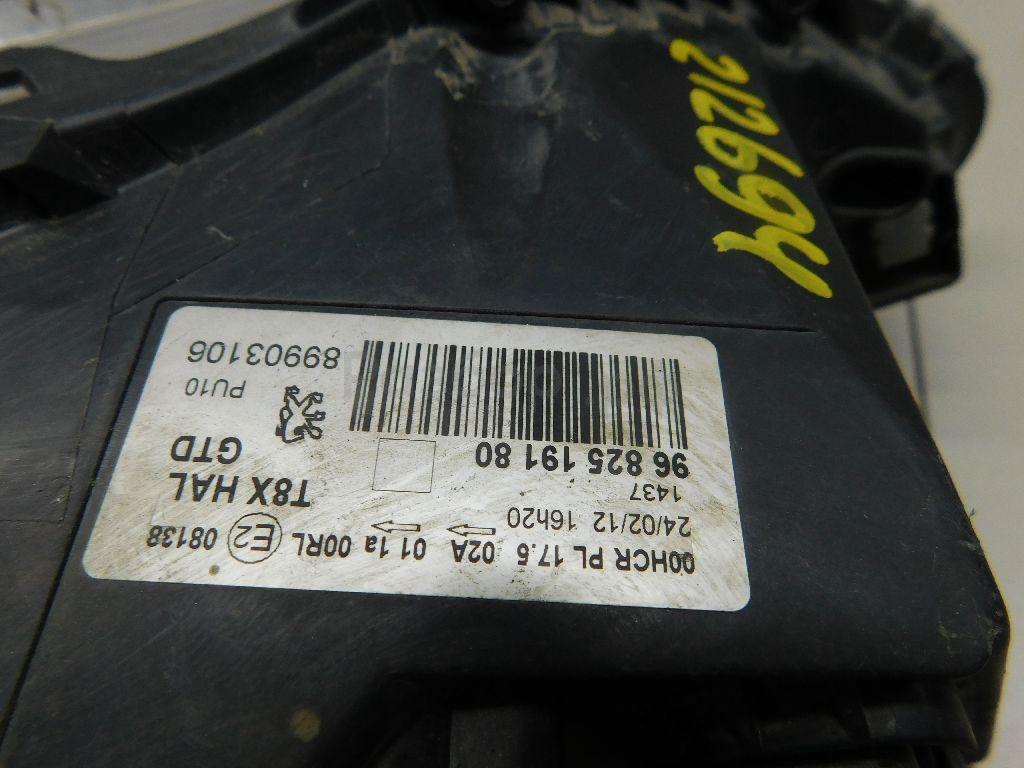 212694
00HCR PL 17.5 02A 01 1a 00RL E2 08138
24/02/12 16h20
1437
T8X HAL
GTD
96 825 191 80
PU10
89903106